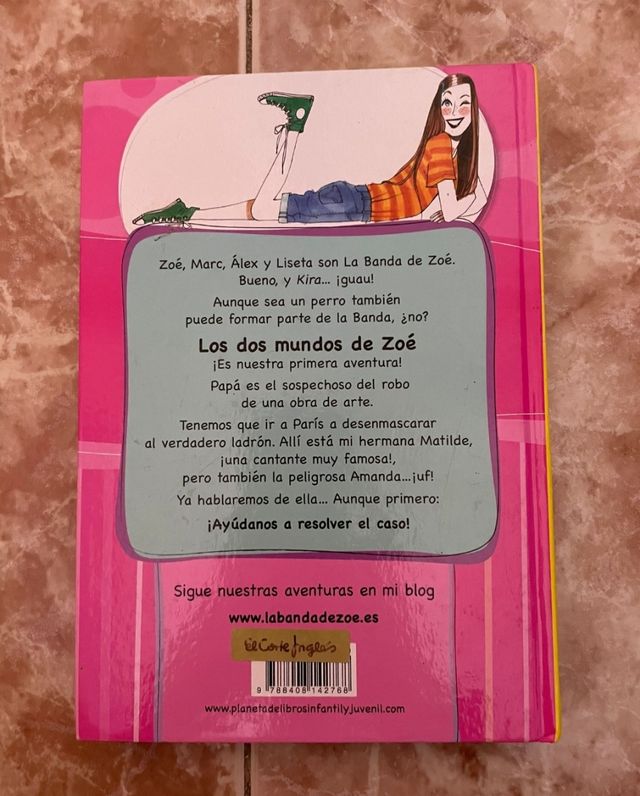 Zoé, Marc, Álex y Liseta son La Banda de Zoé.
Bueno, y Kira... ¡guau!
Aunque sea un perro también
puede formar parte de la Banda, ¿no?
Los dos mundos de Zoé
¡Es nuestra primera aventura!
Papá es el sospechoso del robo
de una obra de arte.
Tenemos que ir a París a desenmascarar
al verdadero ladrón. Allí está mi hermana Matilde,
¡una cantante muy famosa!,
pero también la peligrosa Amanda...¡uf!
Ya hablaremos de ella... Aunque primero:
¡Ayúdanos a resolver el caso!
Sigue nuestras aventuras en mi blog
www.labandadezoe.es
El Corte Inglés
9 788408 142768
www.planetadelibrosinfantilyjuvenil.com